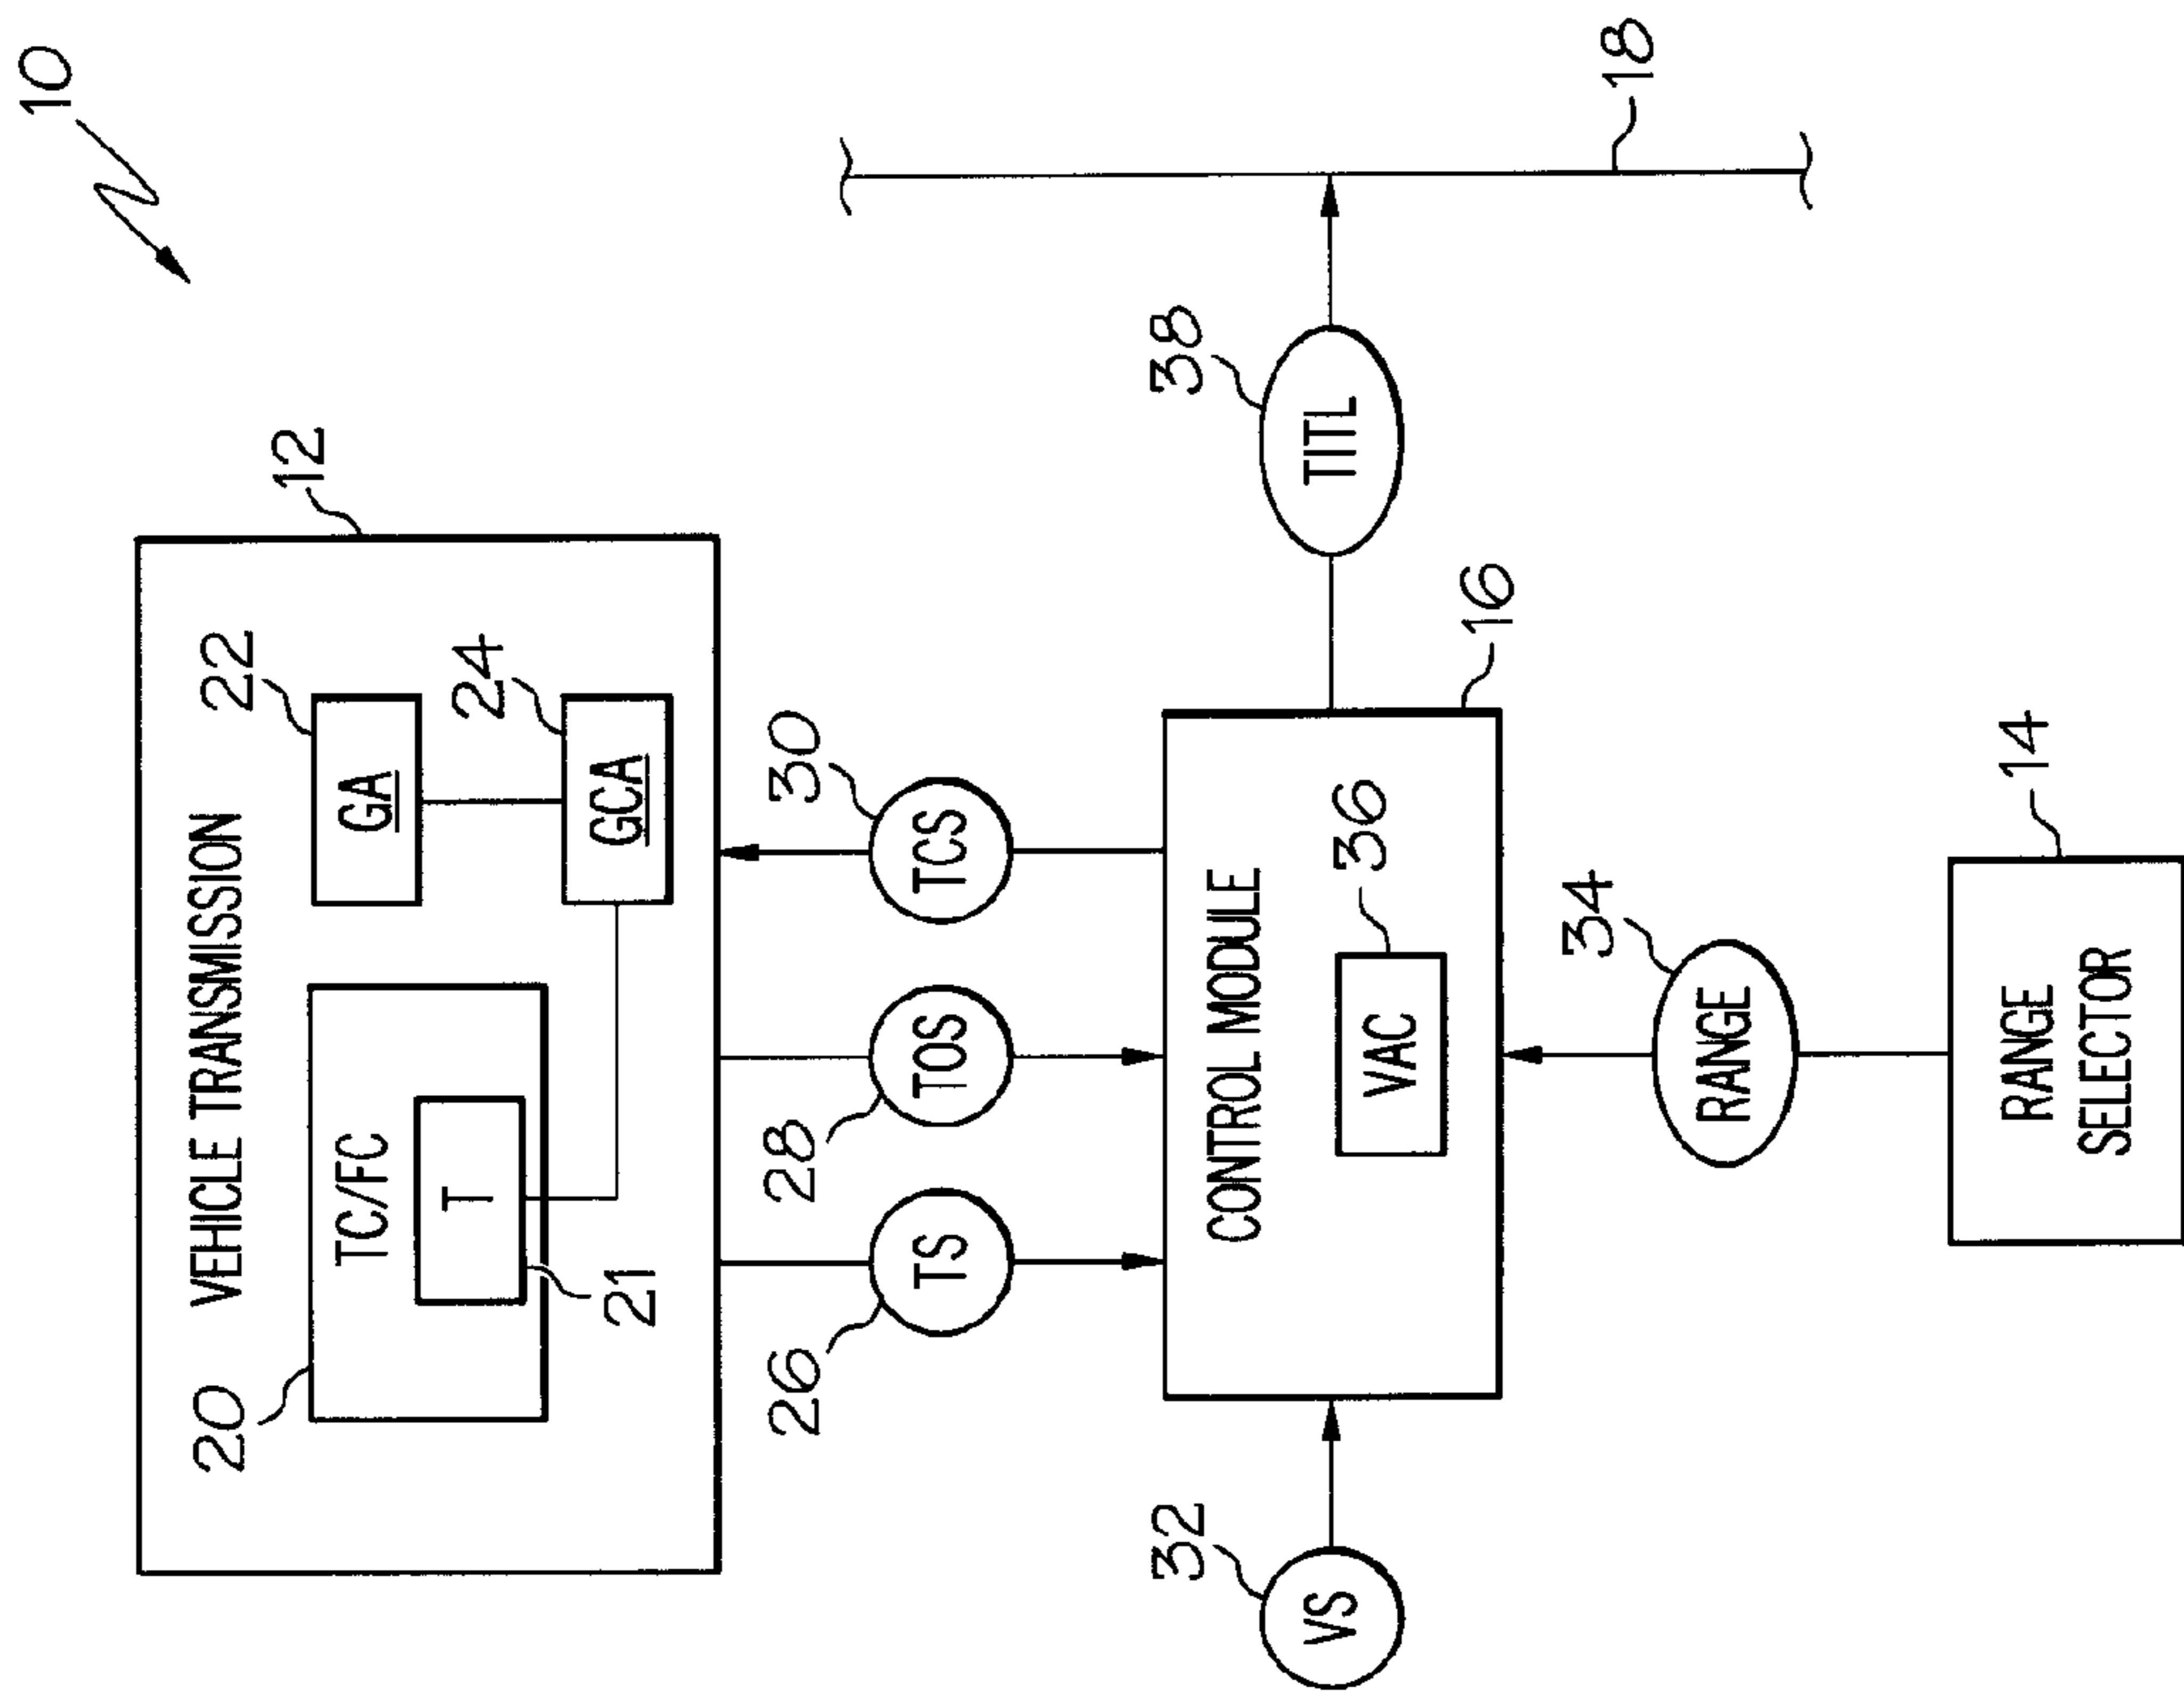 10
12
VEHICLE TRANSMISSION
20
TC/FC
T
21
22
GA
24
GCA
26
TS
28
TOS
30
TCS
32
VS
CONTROL MODULE
VAC
36
16
38
TITL
18
34
RANGE
14
RANGE
SELECTOR